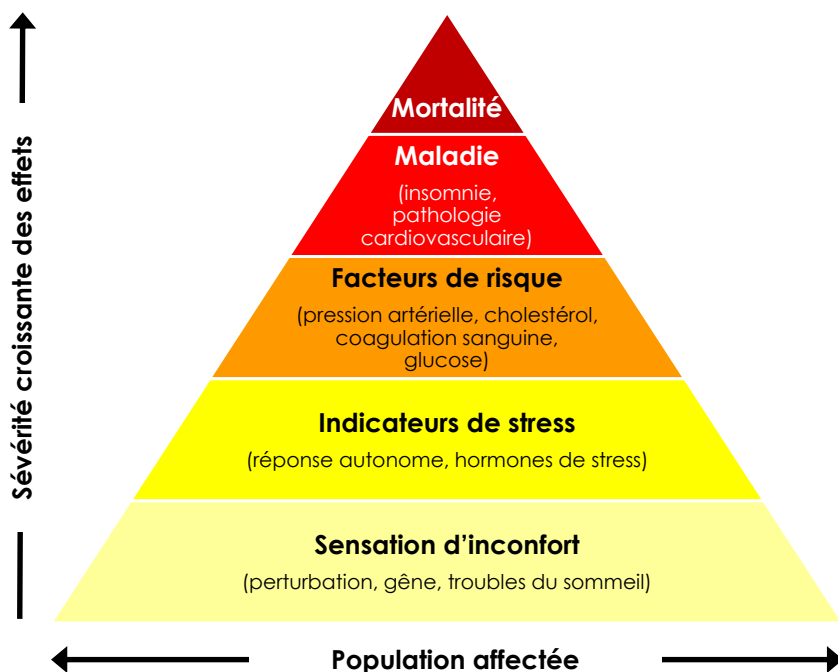 Mortalité
Maladie
(insomnie,
pathologie
cardiovasculaire)
Facteurs de risque
(pression artérielle, cholestérol,
coagulation sanguine,
glucose)
Indicateurs de stress
(réponse autonome, hormones de stress)
Sensation d’inconfort
(perturbation, gêne, troubles du sommeil)
Sévérité croissante des effets
Population affectée